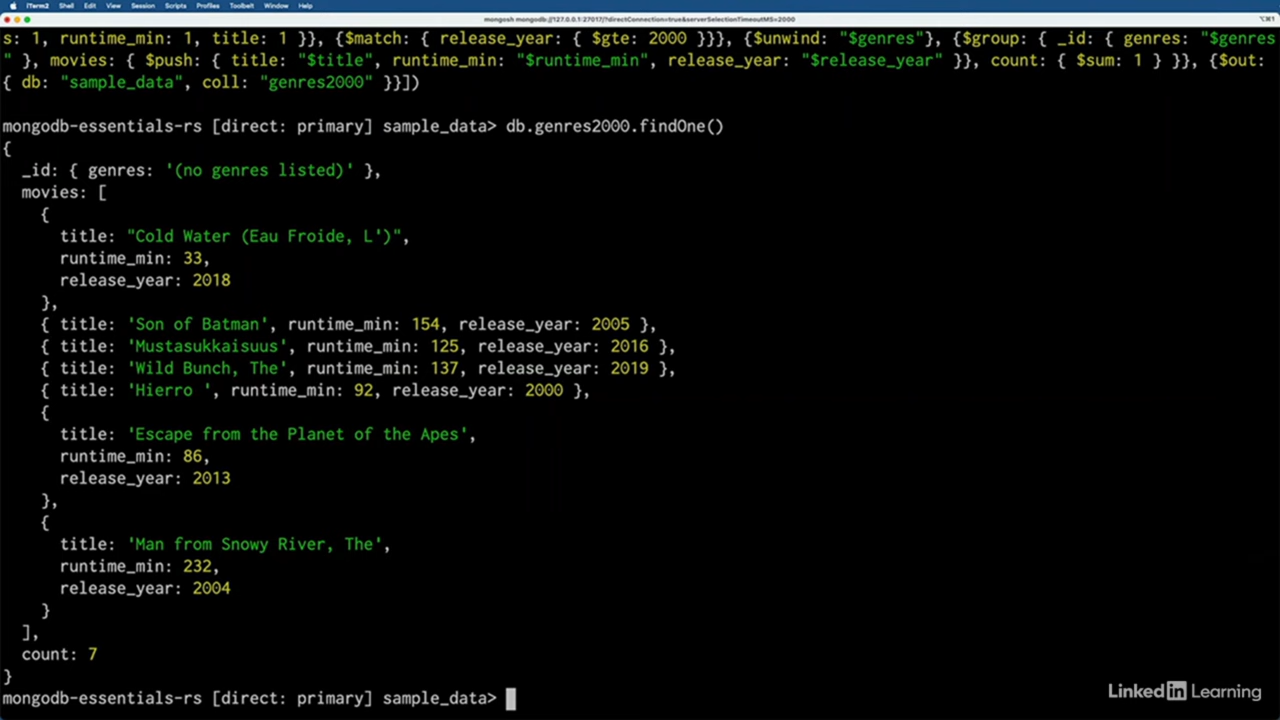 iTerm2 Shell Edit View Session Scripts Profiles Toolbelt Window Help
mongosh mongodb://127.0.0.1:27017/?directConnection=true&serverSelectionTimeoutMS=2000 ⌥⌘1
s: 1, runtime_min: 1, title: 1 }}, {$match: { release_year: { $gte: 2000 }}}, {$unwind: "$genres"}, {$group: { _id: { genres: "$genres
" }, movies: { $push: { title: "$title", runtime_min: "$runtime_min", release_year: "$release_year" }}, count: { $sum: 1 } }}, {$out:
{ db: "sample_data", coll: "genres2000" }}])
mongodb-essentials-rs [direct: primary] sample_data> db.genres2000.findOne()
{
  _id: { genres: '(no genres listed)' },
  movies: [
    {
      title: "Cold Water (Eau Froide, L')",
      runtime_min: 33,
      release_year: 2018
    },
    { title: 'Son of Batman', runtime_min: 154, release_year: 2005 },
    { title: 'Mustasukkaisuus', runtime_min: 125, release_year: 2016 },
    { title: 'Wild Bunch, The', runtime_min: 137, release_year: 2019 },
    { title: 'Hierro ', runtime_min: 92, release_year: 2000 },
    {
      title: 'Escape from the Planet of the Apes',
      runtime_min: 86,
      release_year: 2013
    },
    {
      title: 'Man from Snowy River, The',
      runtime_min: 232,
      release_year: 2004
    }
  ],
  count: 7
}
mongodb-essentials-rs [direct: primary] sample_data>
Linked in Learning